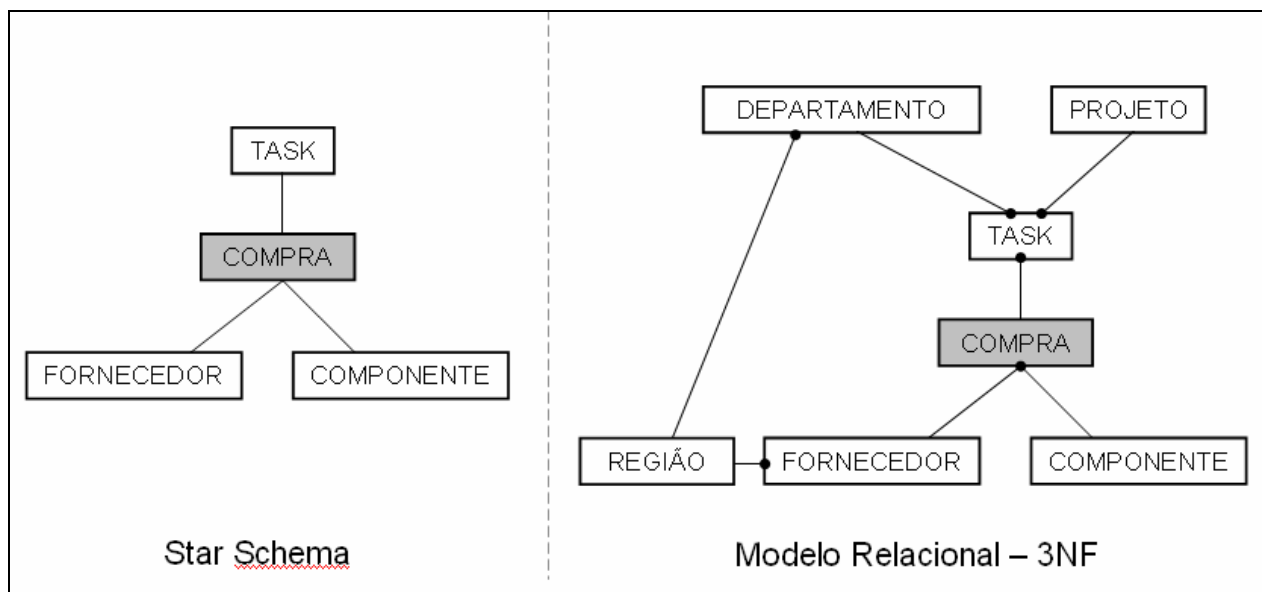 TASK
COMPRA
FORNECEDOR
COMPONENTE
Star Schema
DEPARTAMENTO
PROJETO
TASK
COMPRA
REGIÃO
FORNECEDOR
COMPONENTE
Modelo Relacional – 3NF